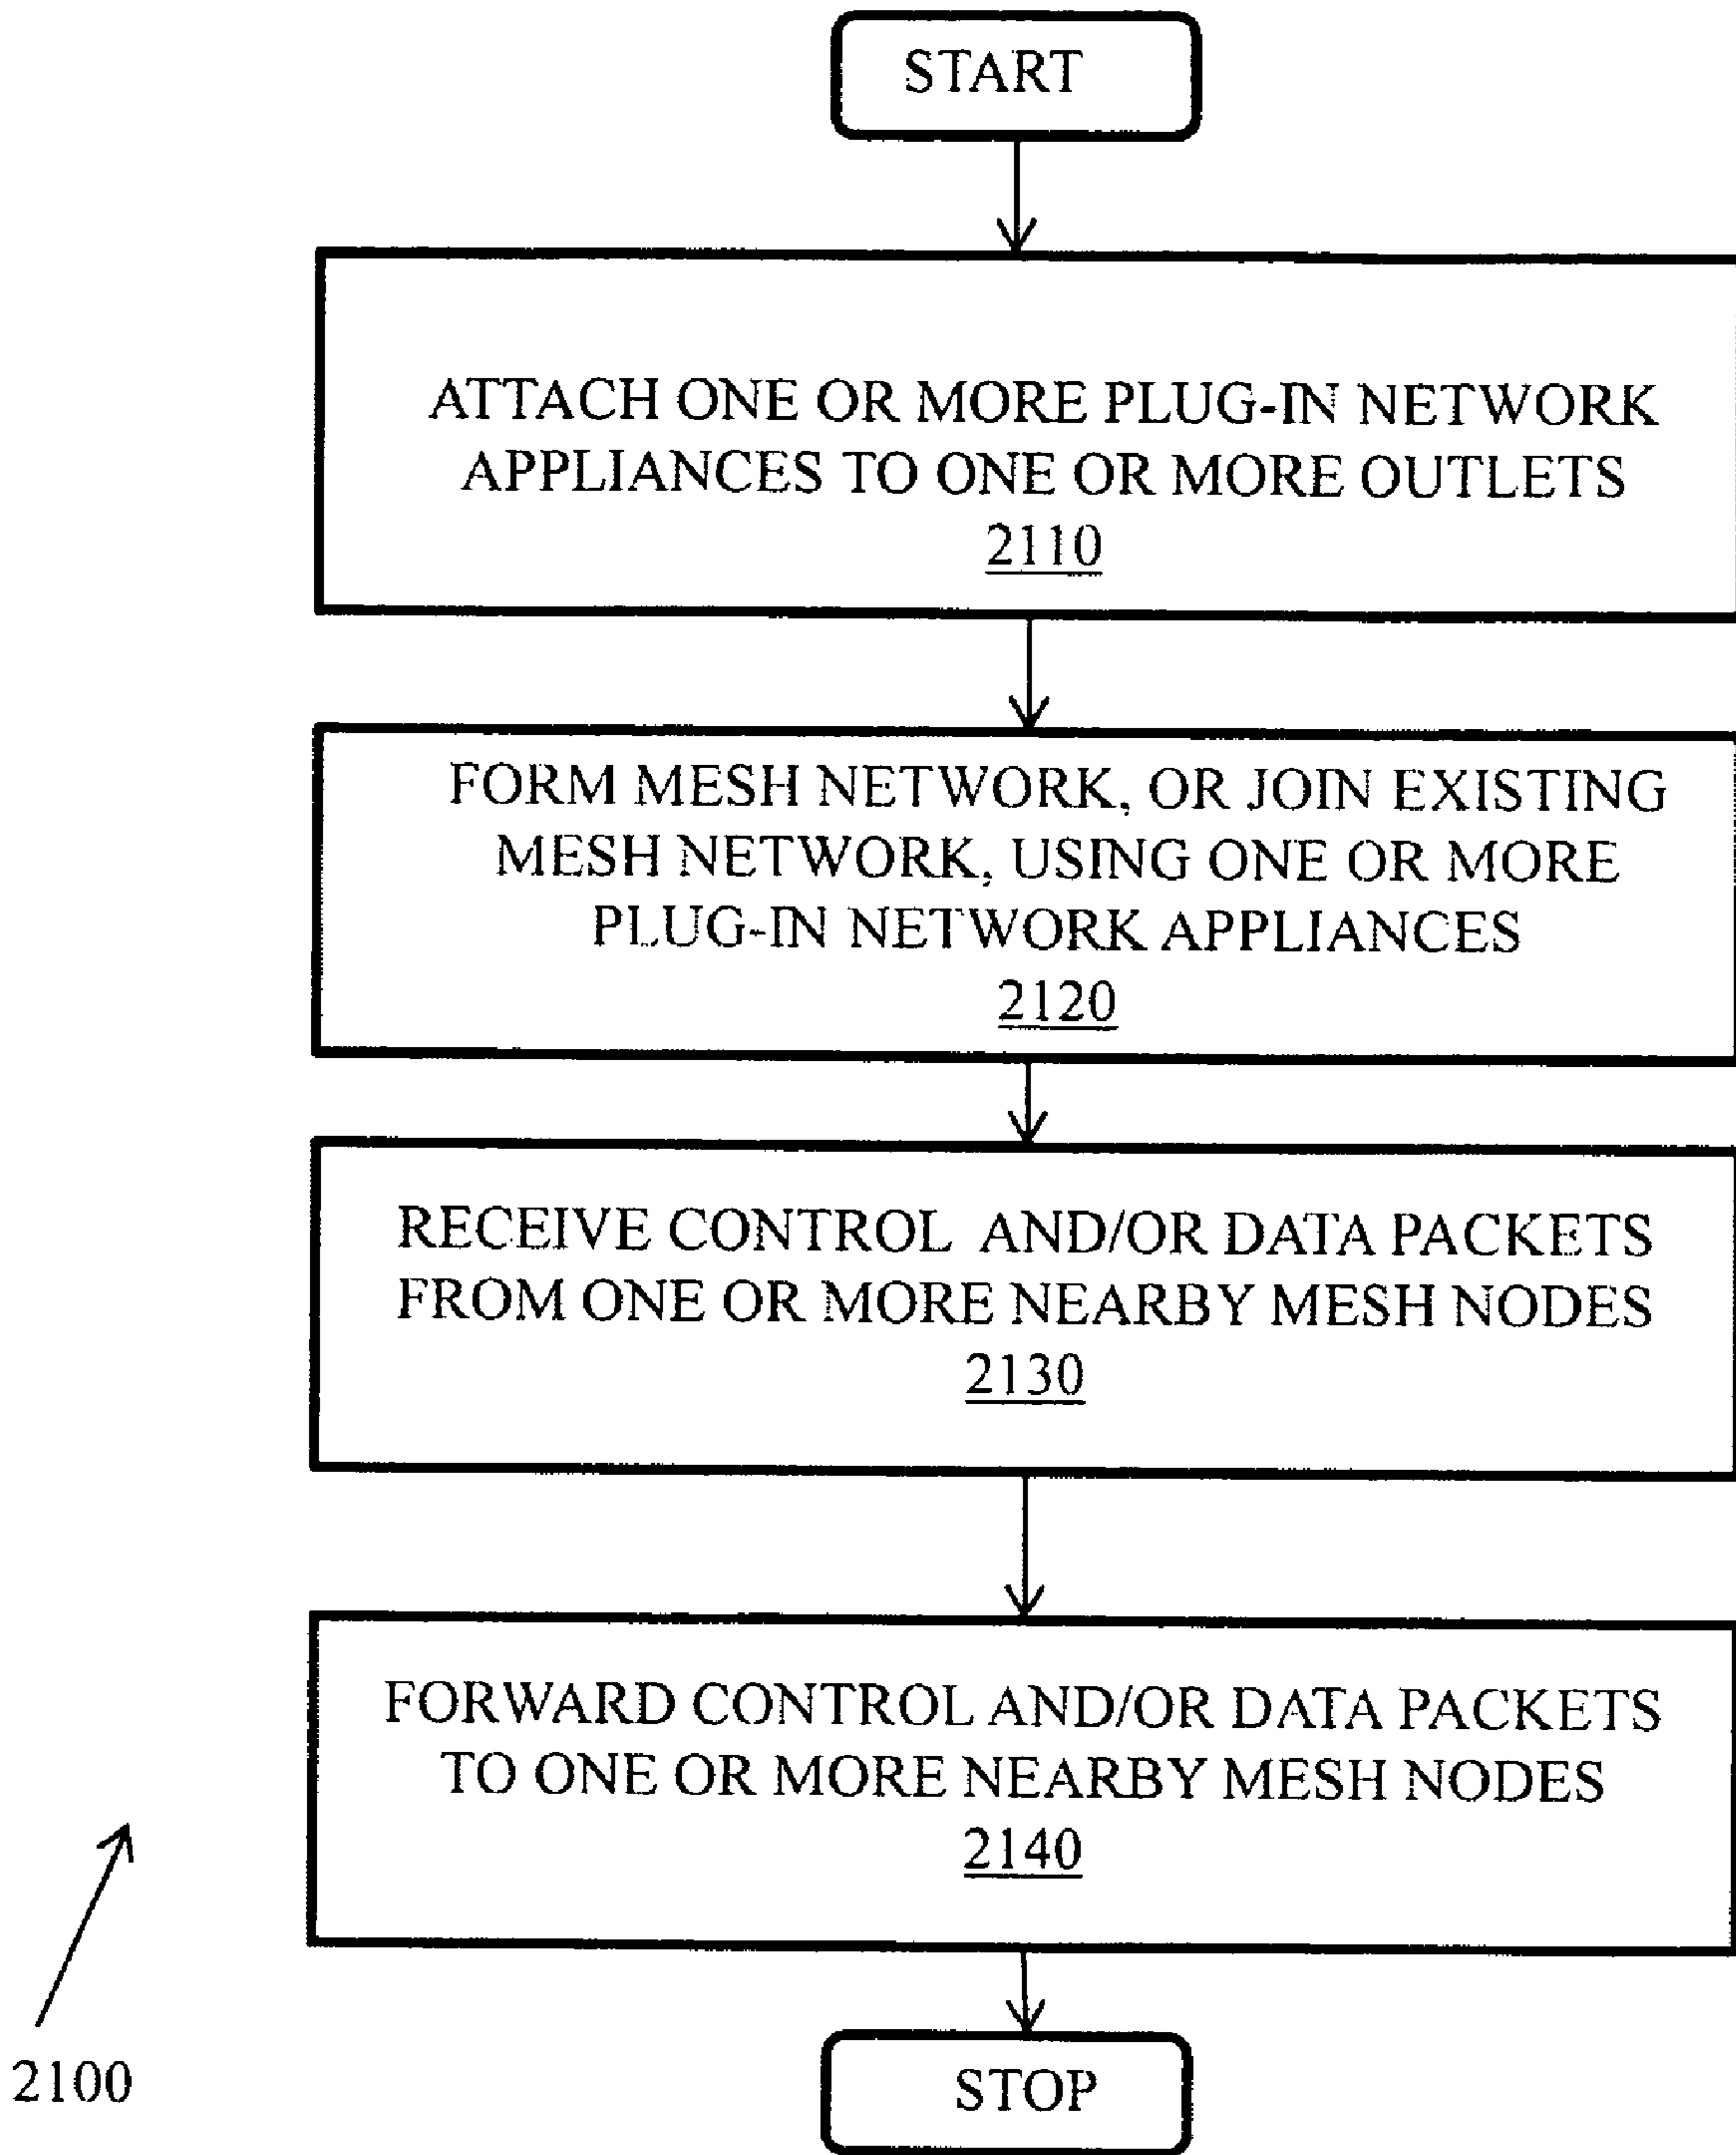 START
ATTACH ONE OR MORE PLUG-IN NETWORK
APPLIANCES TO ONE OR MORE OUTLETS
2110
FORM MESH NETWORK, OR JOIN EXISTING
MESH NETWORK, USING ONE OR MORE
PLUG-IN NETWORK APPLIANCES
2120
RECEIVE CONTROL AND/OR DATA PACKETS
FROM ONE OR MORE NEARBY MESH NODES
2130
FORWARD CONTROL AND/OR DATA PACKETS
TO ONE OR MORE NEARBY MESH NODES
2140
2100
STOP